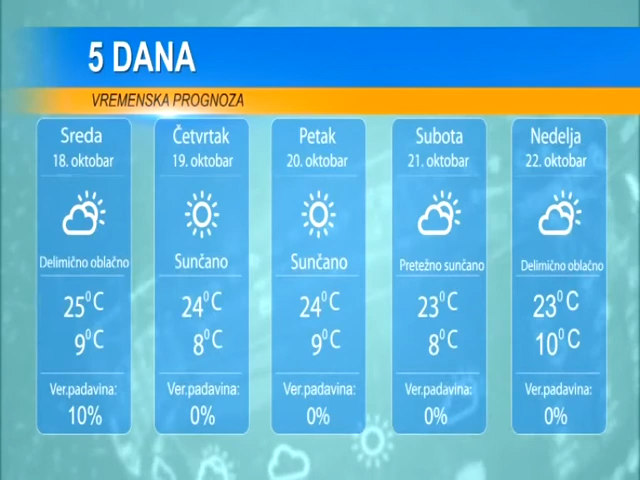 5 DANA
VREMENSKA PROGNOZA
Sreda
18. oktobar
Delimično oblačno
25°C
9°C
Ver.padavina:
10%
Četvrtak
19. oktobar
Sunčano
24°C
8°C
Ver.padavina:
0%
Petak
20. oktobar
Sunčano
24°C
9°C
Ver.padavina:
0%
Subota
21. oktobar
Pretežno sunčano
23°C
8°C
Ver.padavina:
0%
Nedelja
22. oktobar
Delimično oblačno
23°C
10°C
Ver.padavina:
0%